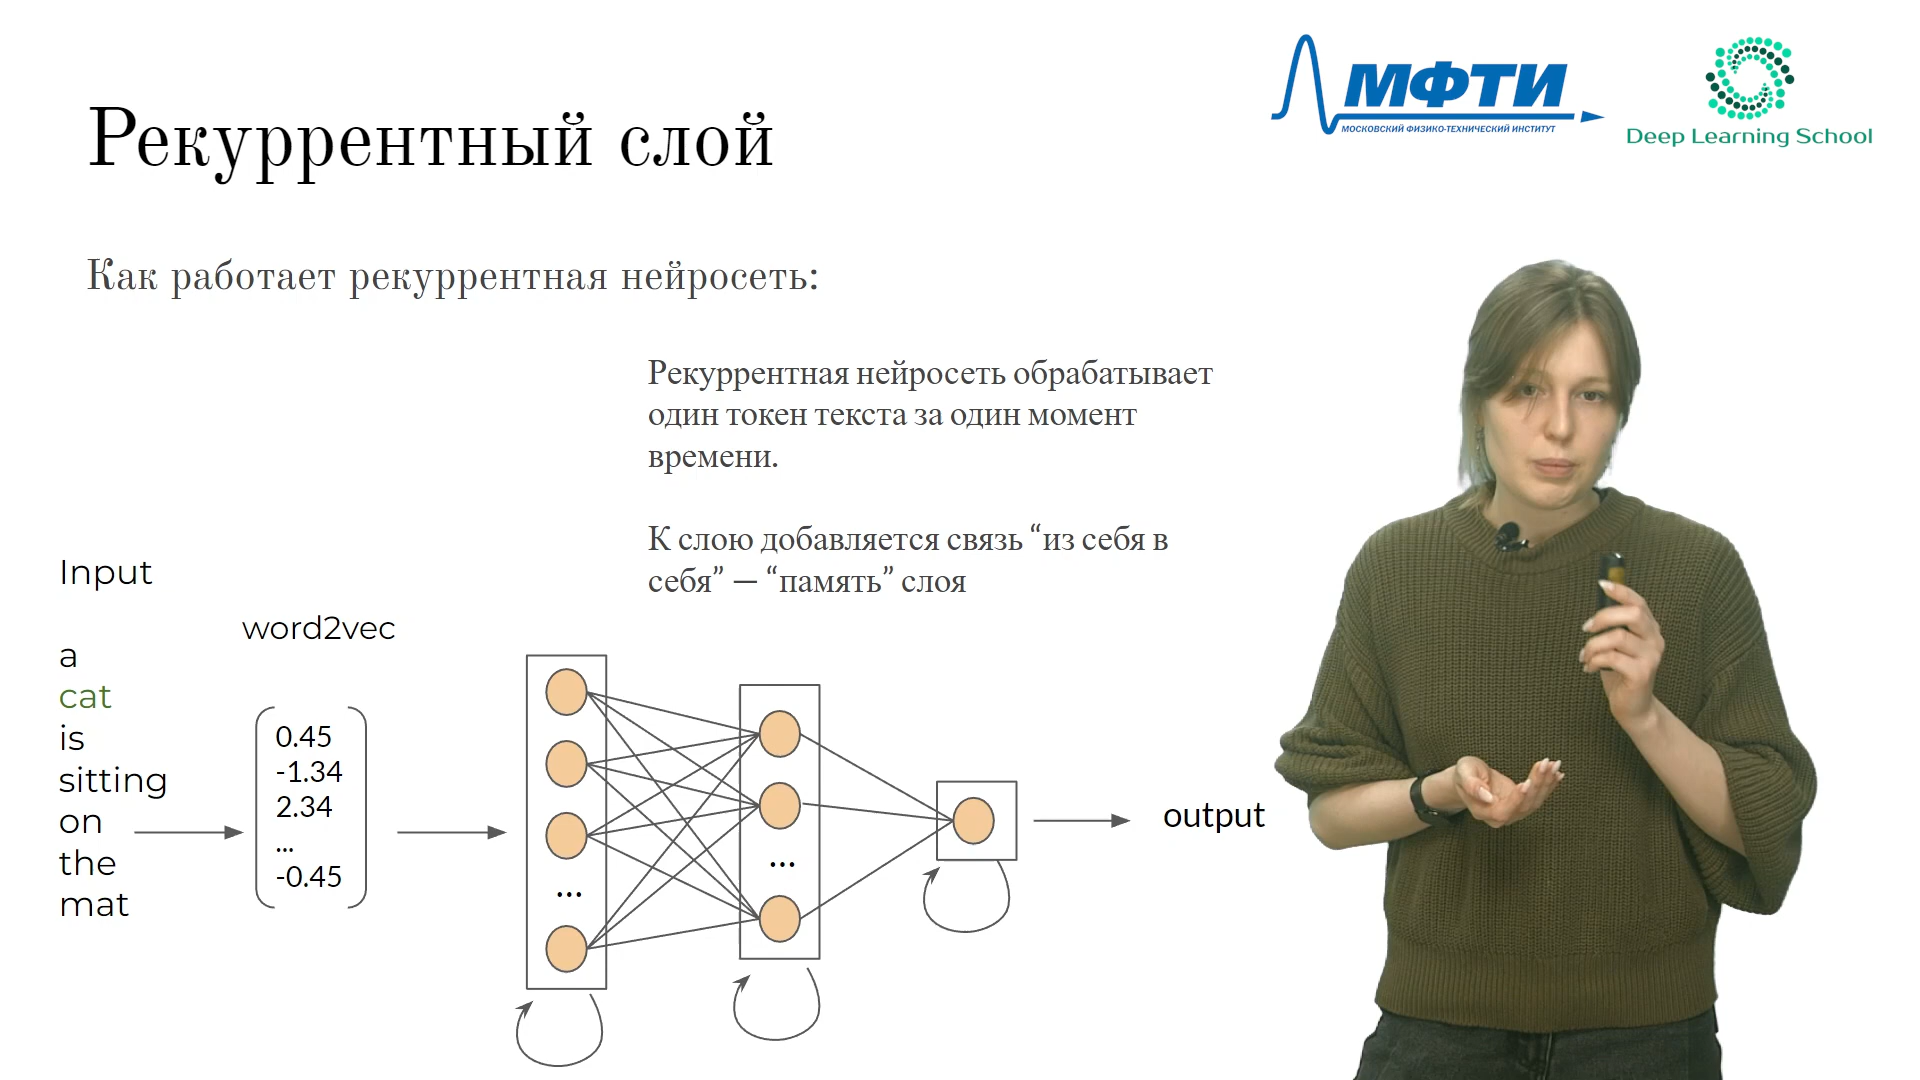 МФТИ
МОСКОВСКИЙ ФИЗИКО-ТЕХНИЧЕСКИЙ ИНСТИТУТ
Deep Learning School
Рекуррентный слой
Как работает рекуррентная нейросеть:
Рекуррентная нейросеть обрабатывает
один токен текста за один момент
времени.
К слою добавляется связь “из себя в
себя” — “память” слоя
Input
word2vec
a
cat
is
sitting
on
the
mat
0.45
-1.34
2.34
...
-0.45
...
...
output